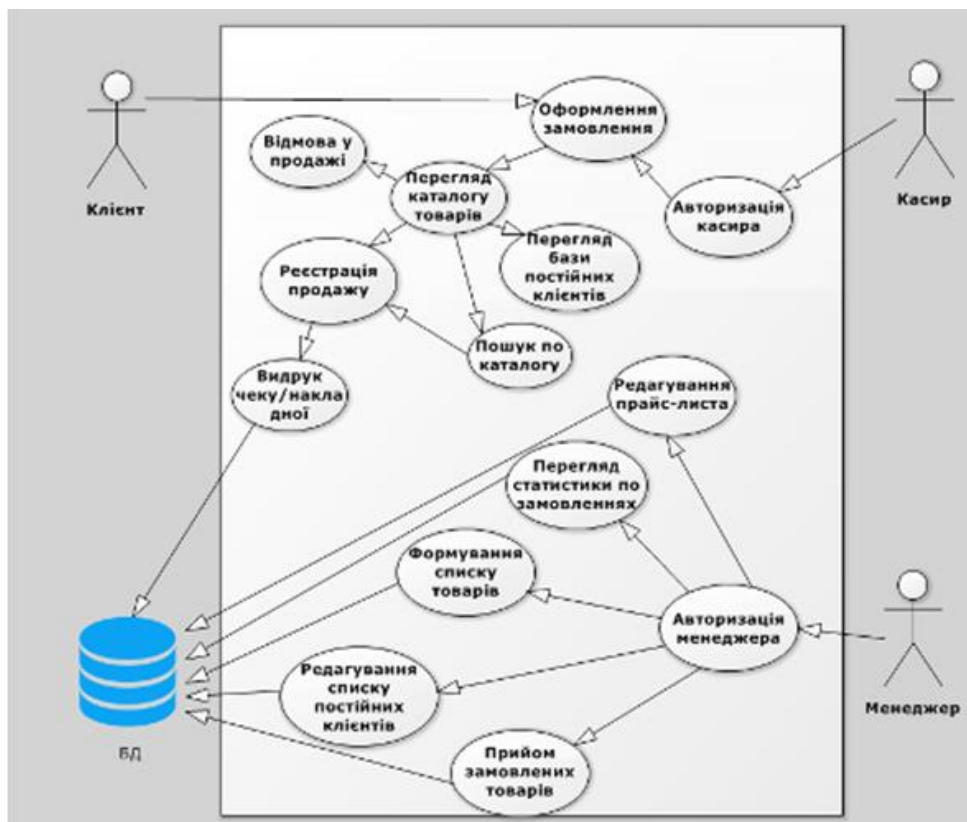 Оформлення
замовлення
Відмова у
продажі
Перегляд
каталогу
товарів
Клієнт
Авторизація
касира
Касир
Перегляд
бази
постійних
клієнтів
Реєстрація
продажу
Пошук по
каталогу
Видрук
чеку/накла
дної
Редагування
прайс-листа
Перегляд
статистики по
замовленнях
Формування
списку
товарів
Авторизація
менеджера
Редагування
списку
постійних
клієнтів
Менеджер
БД
Прийом
замовлених
товарів